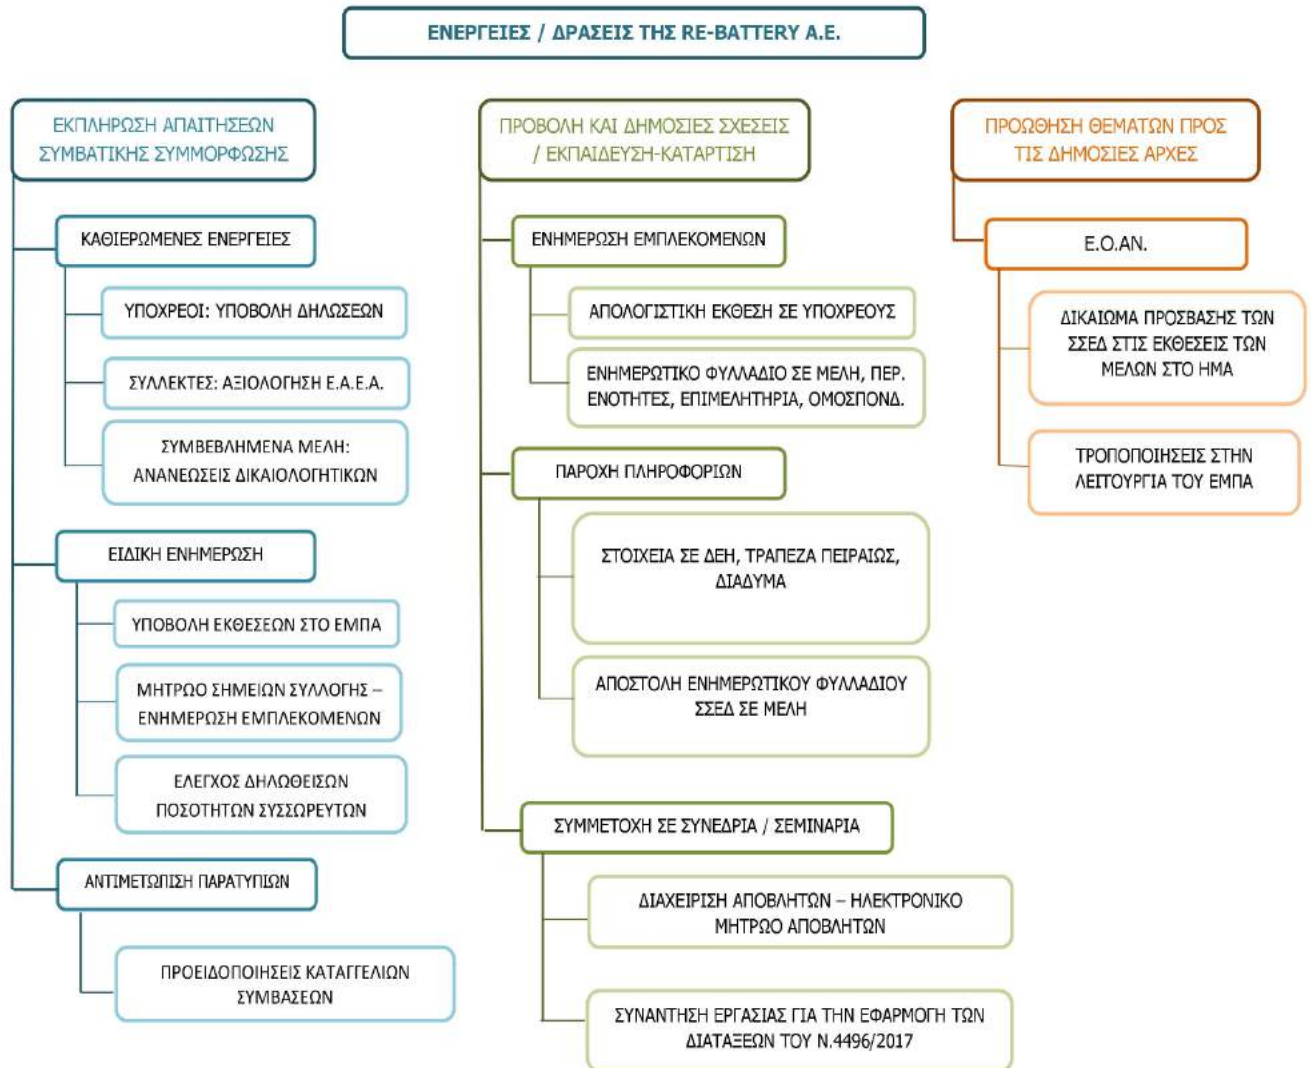 ΕΝΕΡΓΕΙΕΣ / ΔΡΑΣΕΙΣ ΤΗΣ RE-BATTERY Α.Ε.
ΕΚΠΛΗΡΩΣΗ ΑΠΑΙΤΗΣΕΩΝ
ΣΥΜΒΑΤΙΚΗΣ ΣΥΜΜΟΡΦΩΣΗΣ
ΚΑΘΙΕΡΩΜΕΝΕΣ ΕΝΕΡΓΕΙΕΣ
ΥΠΟΧΡΕΟΙ: ΥΠΟΒΟΛΗ ΔΗΛΩΣΕΩΝ
ΣΥΛΛΕΚΤΕΣ: ΑΞΙΟΛΟΓΗΣΗ Ε.Α.Ε.Α.
ΣΥΜΒΕΒΛΗΜΕΝΑ ΜΕΛΗ:
ΑΝΑΝΕΩΣΕΙΣ ΔΙΚΑΙΟΛΟΓΗΤΙΚΩΝ
ΕΙΔΙΚΗ ΕΝΗΜΕΡΩΣΗ
ΥΠΟΒΟΛΗ ΕΚΘΕΣΕΩΝ ΣΤΟ ΕΜΠΑ
ΜΗΤΡΩΟ ΣΗΜΕΙΩΝ ΣΥΛΛΟΓΗΣ –
ΕΝΗΜΕΡΩΣΗ ΕΜΠΛΕΚΟΜΕΝΩΝ
ΕΛΕΓΧΟΣ ΔΗΛΩΘΕΙΣΩΝ
ΠΟΣΟΤΗΤΩΝ ΣΥΣΣΩΡΕΥΤΩΝ
ΑΝΤΙΜΕΤΩΠΙΣΗ ΠΑΡΑΤΥΠΙΩΝ
ΠΡΟΕΙΔΟΠΟΙΗΣΕΙΣ ΚΑΤΑΓΓΕΛΙΩΝ
ΣΥΜΒΑΣΕΩΝ
ΠΡΟΒΟΛΗ ΚΑΙ ΔΗΜΟΣΙΕΣ ΣΧΕΣΕΙΣ
/ ΕΚΠΑΙΔΕΥΣΗ-ΚΑΤΑΡΤΙΣΗ
ΕΝΗΜΕΡΩΣΗ ΕΜΠΛΕΚΟΜΕΝΩΝ
ΑΠΟΛΟΓΙΣΤΙΚΗ ΕΚΘΕΣΗ ΣΕ ΥΠΟΧΡΕΟΥΣ
ΕΝΗΜΕΡΩΤΙΚΟ ΦΥΛΛΑΔΙΟ ΣΕ ΜΕΛΗ, ΠΕΡ.
ΕΝΟΤΗΤΕΣ, ΕΠΙΜΕΛΗΤΗΡΙΑ, ΟΜΟΣΠΟΝΔ.
ΠΑΡΟΧΗ ΠΛΗΡΟΦΟΡΙΩΝ
ΣΤΟΙΧΕΙΑ ΣΕ ΔΕΗ, ΤΡΑΠΕΖΑ ΠΕΙΡΑΙΩΣ,
ΔΙΑΔΥΜΑ
ΑΠΟΣΤΟΛΗ ΕΝΗΜΕΡΩΤΙΚΟΥ ΦΥΛΛΑΔΙΟΥ
ΣΣΕΔ ΣΕ ΜΕΛΗ
ΣΥΜΜΕΤΟΧΗ ΣΕ ΣΥΝΕΔΡΙΑ / ΣΕΜΙΝΑΡΙΑ
ΔΙΑΧΕΙΡΙΣΗ ΑΠΟΒΛΗΤΩΝ – ΗΛΕΚΤΡΟΝΙΚΟ
ΜΗΤΡΩΟ ΑΠΟΒΛΗΤΩΝ
ΣΥΝΑΝΤΗΣΗ ΕΡΓΑΣΙΑΣ ΓΙΑ ΤΗΝ ΕΦΑΡΜΟΓΗ ΤΩΝ
ΔΙΑΤΑΞΕΩΝ ΤΟΥ Ν.4496/2017
ΠΡΟΩΘΗΣΗ ΘΕΜΑΤΩΝ ΠΡΟΣ
ΤΙΣ ΔΗΜΟΣΙΕΣ ΑΡΧΕΣ
Ε.Ο.ΑΝ.
ΔΙΚΑΙΩΜΑ ΠΡΟΣΒΑΣΗΣ ΤΩΝ
ΣΣΕΔ ΣΤΙΣ ΕΚΘΕΣΕΙΣ ΤΩΝ
ΜΕΛΩΝ ΣΤΟ ΗΜΑ
ΤΡΟΠΟΠΟΙΗΣΕΙΣ ΣΤΗΝ
ΛΕΙΤΟΥΡΓΙΑ ΤΟΥ ΕΜΠΑ